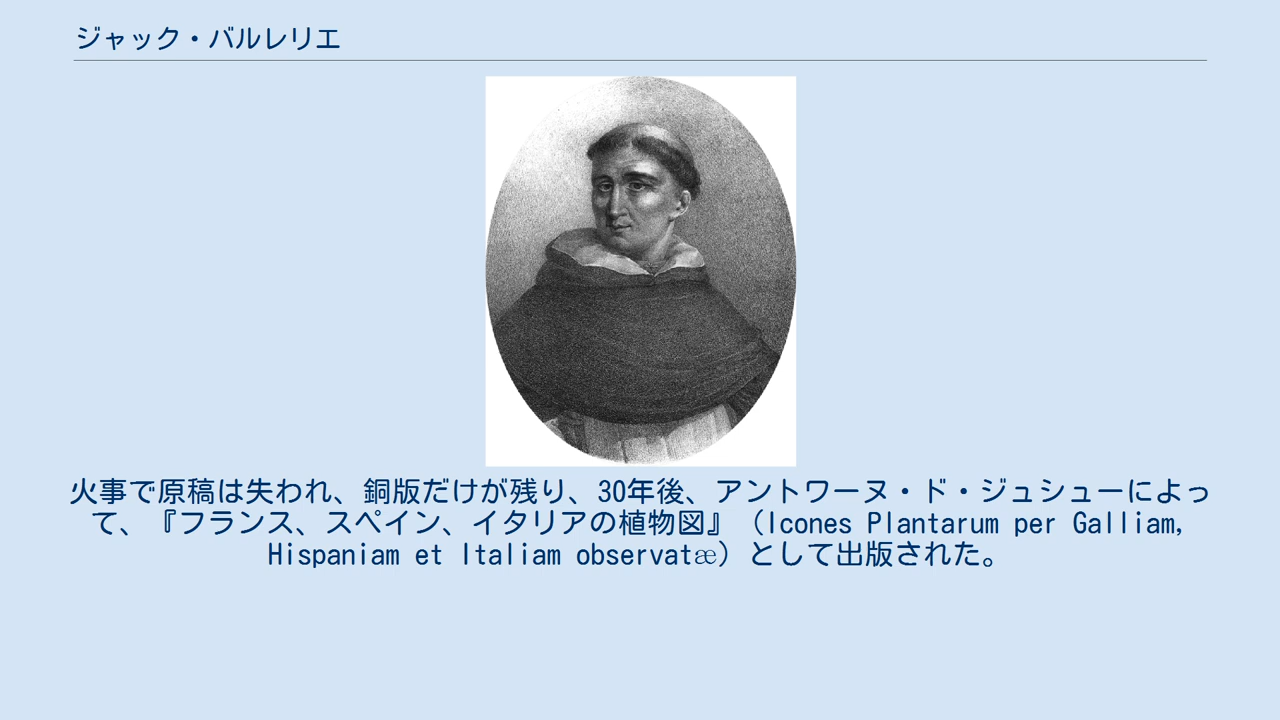 ジャック・バルレリエ
火事で原稿は失われ、銅版だけが残り、30年後、アントワーヌ・ド・ジュシューによっ
て、『フランス、スペイン、イタリアの植物図』（Icones Plantarum per Galliam,
Hispaniam et Italiam observatæ）として出版された。